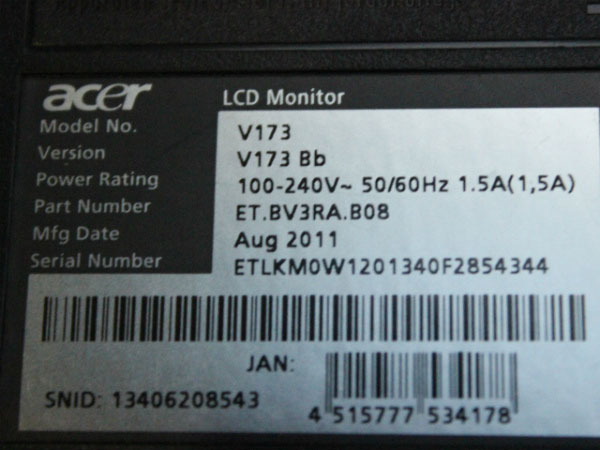 acer LCD Monitor
Model No. V173
Version V173 Bb
Power Rating 100-240V~ 50/60Hz 1.5A(1,5A)
Part Number ET.BV3RA.B08
Mfg Date Aug 2011
Serial Number ETLKM0W1201340F2854344
JAN:
SNID: 13406208543
4 515777 534178